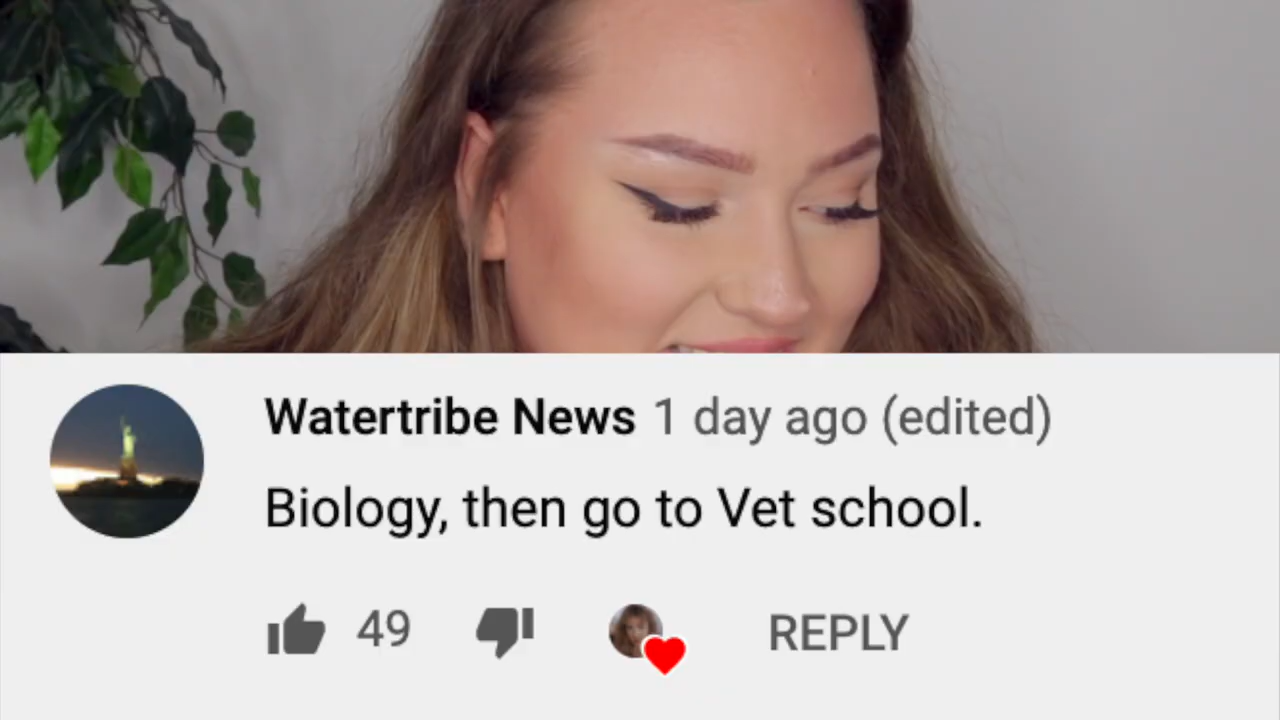 Watertribe News 1 day ago (edited)
Biology, then go to Vet school.
49 REPLY